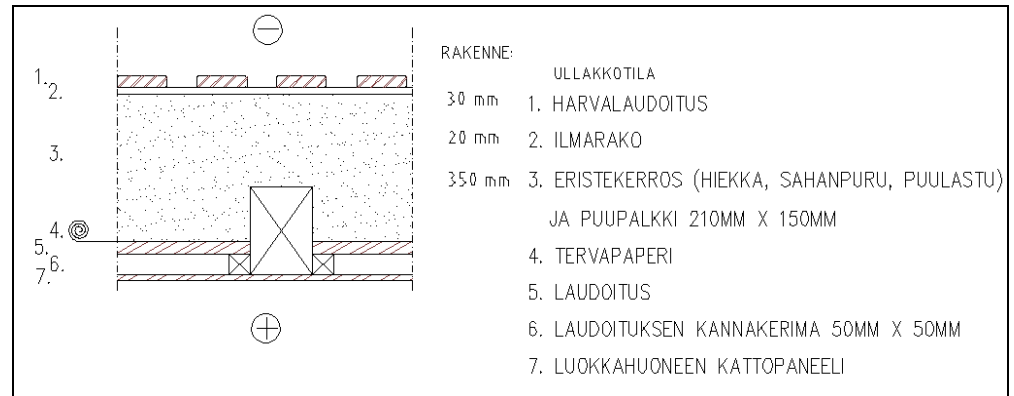 RAKENNE:
ULLAKKOTILA
30 mm 1. HARVALAUDOITUS
20 mm 2. ILMARAKO
350 mm 3. ERISTEKERROS (HIEKKA, SAHANPURU, PUULASTU)
JA PUUPALKKI 210MM X 150MM
4. TERVAPAPERI
5. LAUDOITUS
6. LAUDOITUKSEN KANNAKERIMA 50MM X 50MM
7. LUOKKAHUONEEN KATTOPANEELI
1.
2.
3.
4.
5.
6.
7.